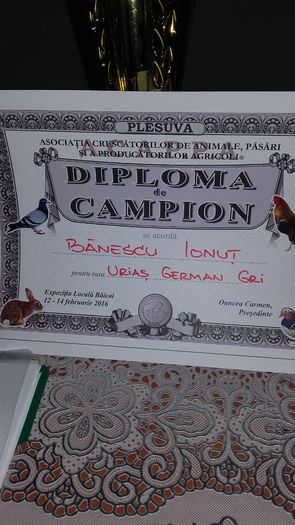 PLESUVA
ASOCIAȚIA CRESCĂTORILOR DE ANIMALE, PĂSĂRI
ȘI A PRODUCĂTORILOR AGRICOLI
DIPLOMA
de
CAMPION
se acordă
BĂNESCU IONUȚ
pentru rasa URIAȘ GERMAN GRI
Expoziția Locală Băicoi
12 - 14 februarie 2016
Oancea Carmen,
Președinte